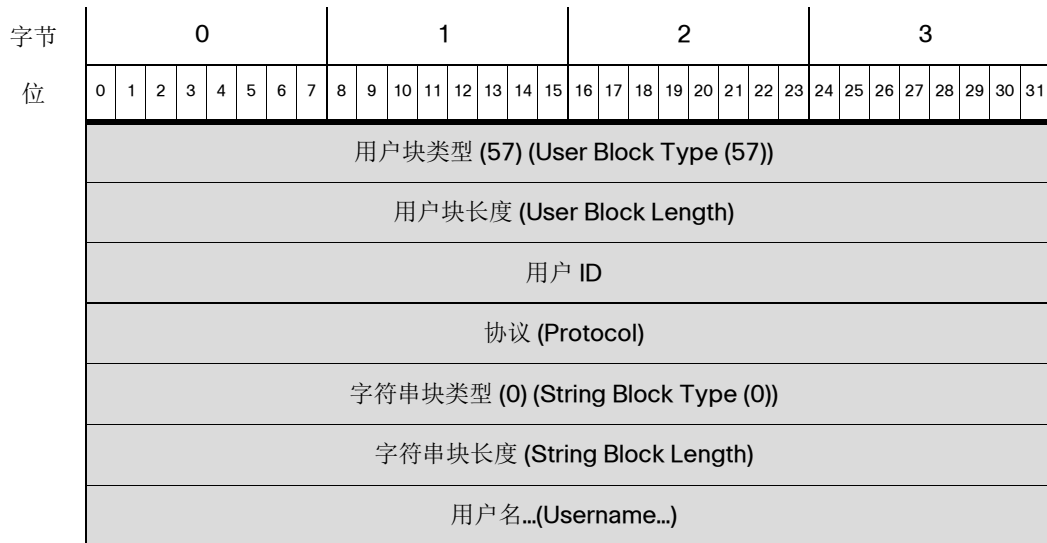 字节 0 1 2 3
位 0 1 2 3 4 5 6 7 8 9 10 11 12 13 14 15 16 17 18 19 20 21 22 23 24 25 26 27 28 29 30 31
用户块类型 (57) (User Block Type (57))
用户块长度 (User Block Length)
用户 ID
协议 (Protocol)
字符串块类型 (0) (String Block Type (0))
字符串块长度 (String Block Length)
用户名...(Username...)